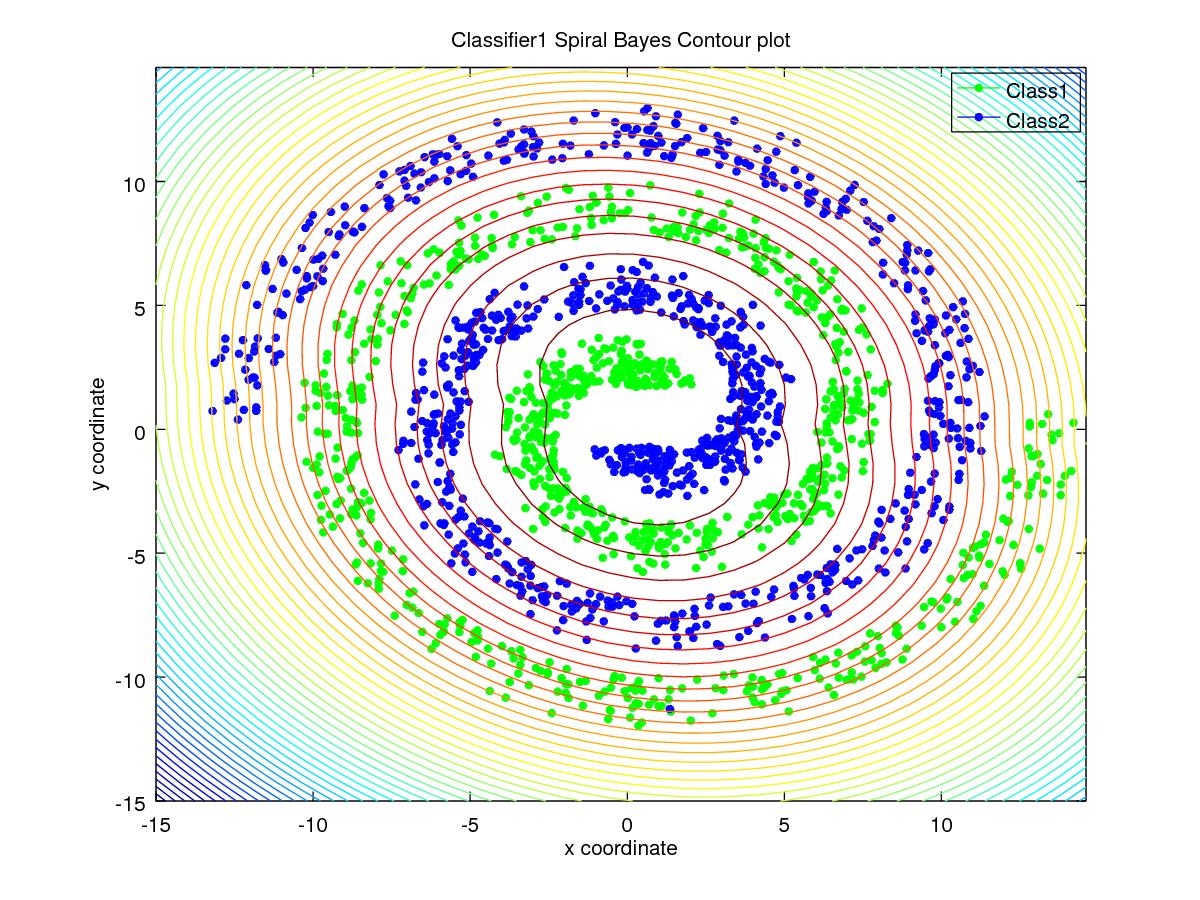 Classifier1 Spiral Bayes Contour plot
Class1
Class2
10
5
0
-5
-10
-15
y coordinate
-15 -10 -5 0 5 10
x coordinate